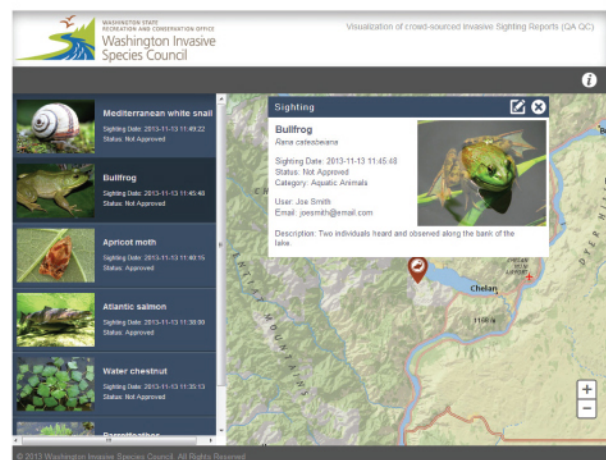 WASHINGTON STATE
RECREATION AND CONSERVATION OFFICE
Washington Invasive
Species Council
Visualization of crowd-sourced Invasive Sighting Reports (QA QC)
i
Mediterranean white snail
Sighting Date: 2013-11-13 11:49:22
Status: Not Approved
Bullfrog
Sighting Date: 2013-11-13 11:45:48
Status: Not Approved
Apricot moth
Sighting Date: 2013-11-13 11:40:15
Status: Approved
Atlantic salmon
Sighting Date: 2013-11-13 11:38:00
Status: Approved
Water chestnut
Sighting Date: 2013-11-13 11:35:13
Status: Not Approved
Parrotfeather
Sighting
Bullfrog
Rana catesbeiana
Sighting Date: 2013-11-13 11:45:48
Status: Not Approved
Category: Aquatic Animals
User: Joe Smith
Email: joesmith@email.com
Description: Two individuals heard and observed along the bank of the
lake.
Chelan
AIRPORT
DYER HILL
MOUNTAINS
+
−
© 2013 Washington Invasive Species Council. All Rights Reserved